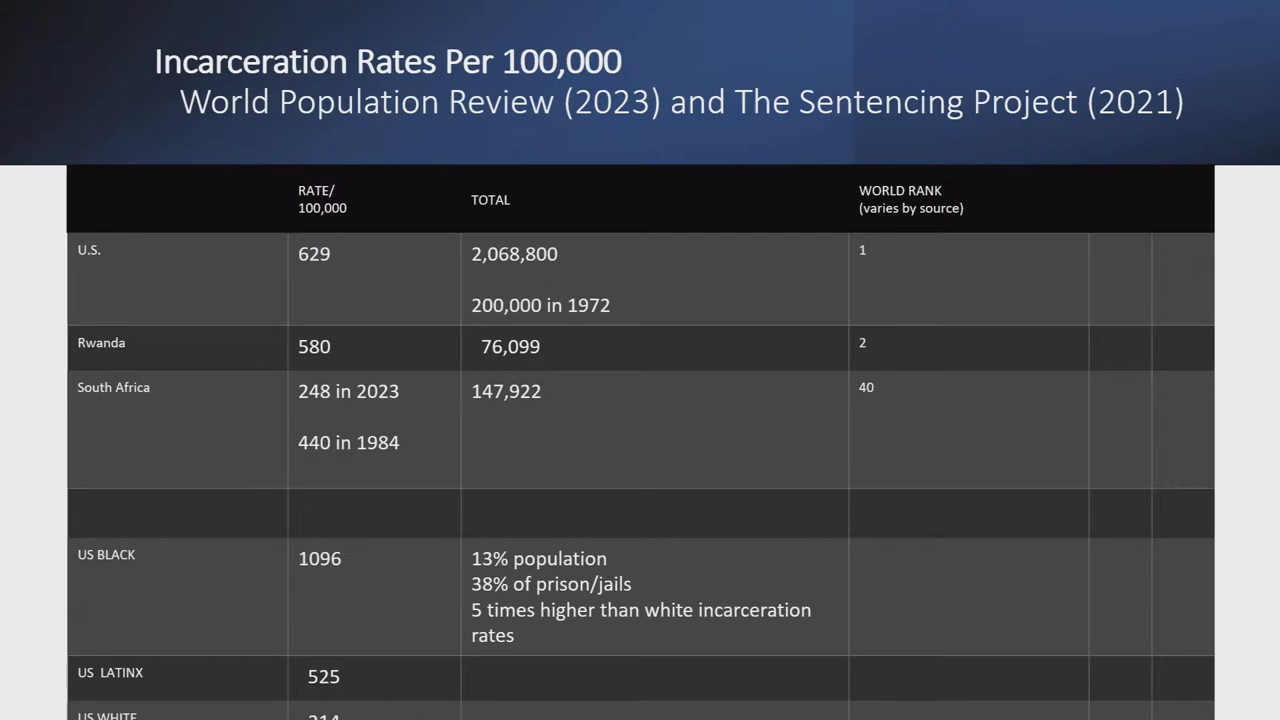 Incarceration Rates Per 100,000
World Population Review (2023) and The Sentencing Project (2021)
RATE/
100,000
TOTAL
WORLD RANK
(varies by source)
U.S.
629
2,068,800
1
200,000 in 1972
Rwanda
580
76,099
2
South Africa
248 in 2023
147,922
40
440 in 1984
US BLACK
1096
13% population
38% of prison/jails
5 times higher than white incarceration
rates
US LATINX
525
US WHITE